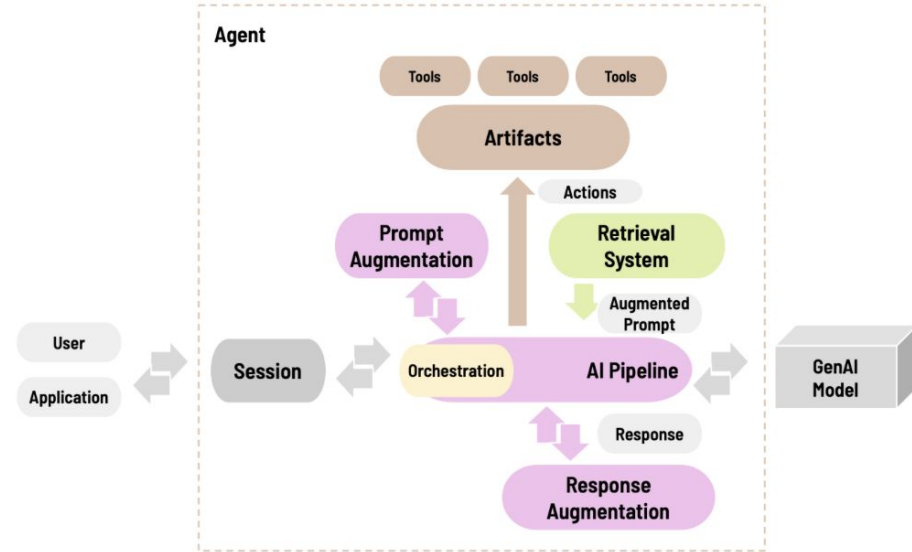 Agent
Tools
Tools
Tools
Artifacts
Actions
Prompt
Augmentation
Retrieval
System
Augmented
Prompt
User
Application
Session
Orchestration
AI Pipeline
GenAI
Model
Response
Response
Augmentation